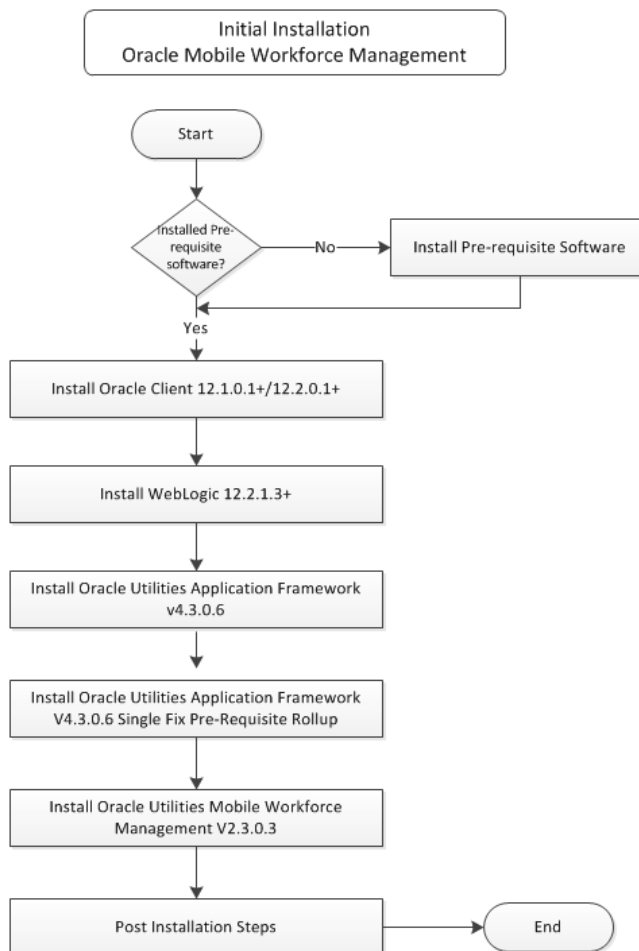 Initial Installation
Oracle Mobile Workforce Management
Start
Installed Pre-
requisite
software?
No
Install Pre-requisite Software
Yes
Install Oracle Client 12.1.0.1+/12.2.0.1+
Install WebLogic 12.2.1.3+
Install Oracle Utilities Application Framework
v4.3.0.6
Install Oracle Utilities Application Framework
V4.3.0.6 Single Fix Pre-Requisite Rollup
Install Oracle Utilities Mobile Workforce
Management V2.3.0.3
Post Installation Steps
End